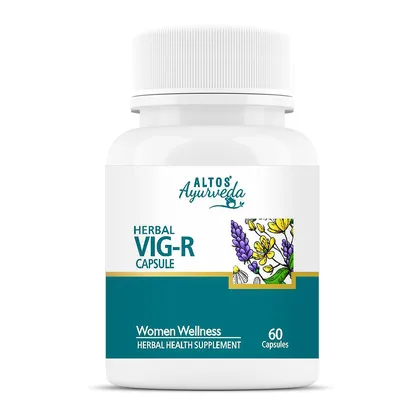 ALTOS®
Ayurveda
HERBAL
VIG-R
CAPSULE
Women Wellness
HERBAL HEALTH SUPPLEMENT
60
Capsules